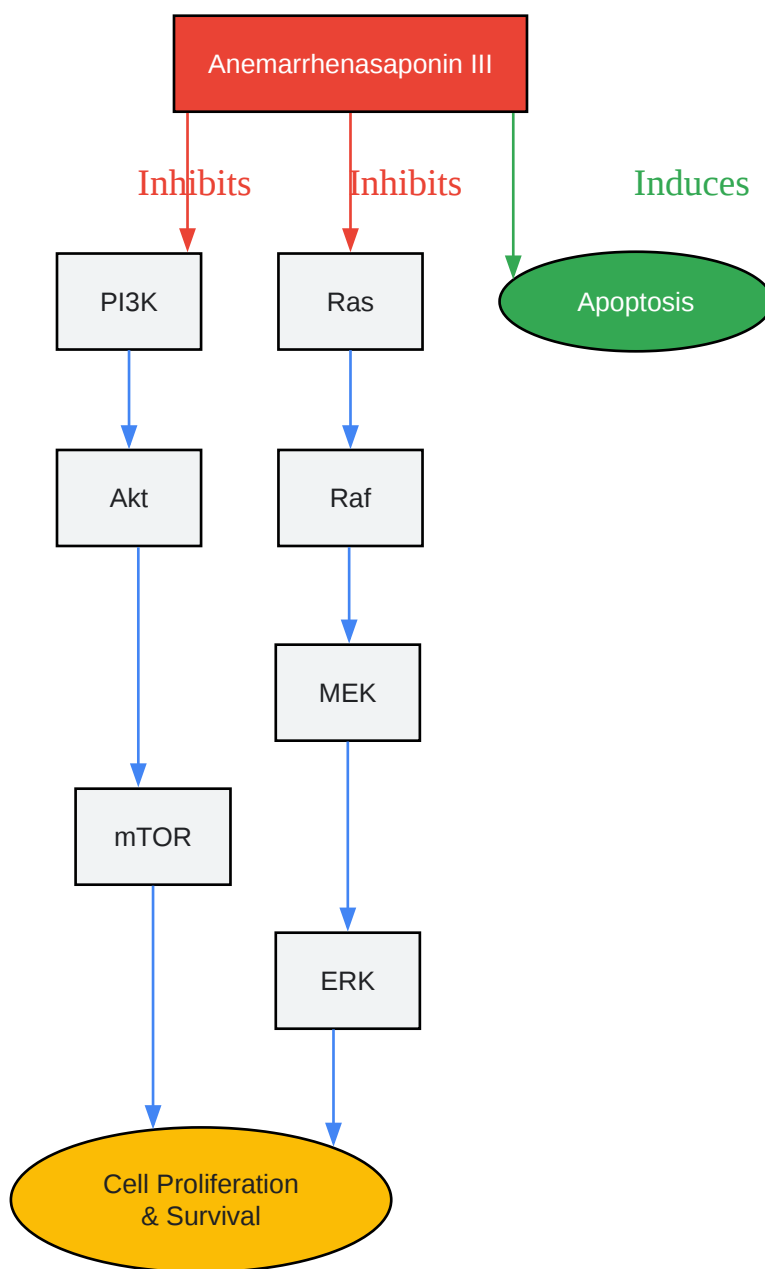 Anemarrhenasaponin III
Inhibits
Inhibits
Induces
PI3K
Ras
Apoptosis
Akt
Raf
MEK
mTOR
ERK
Cell Proliferation
& Survival